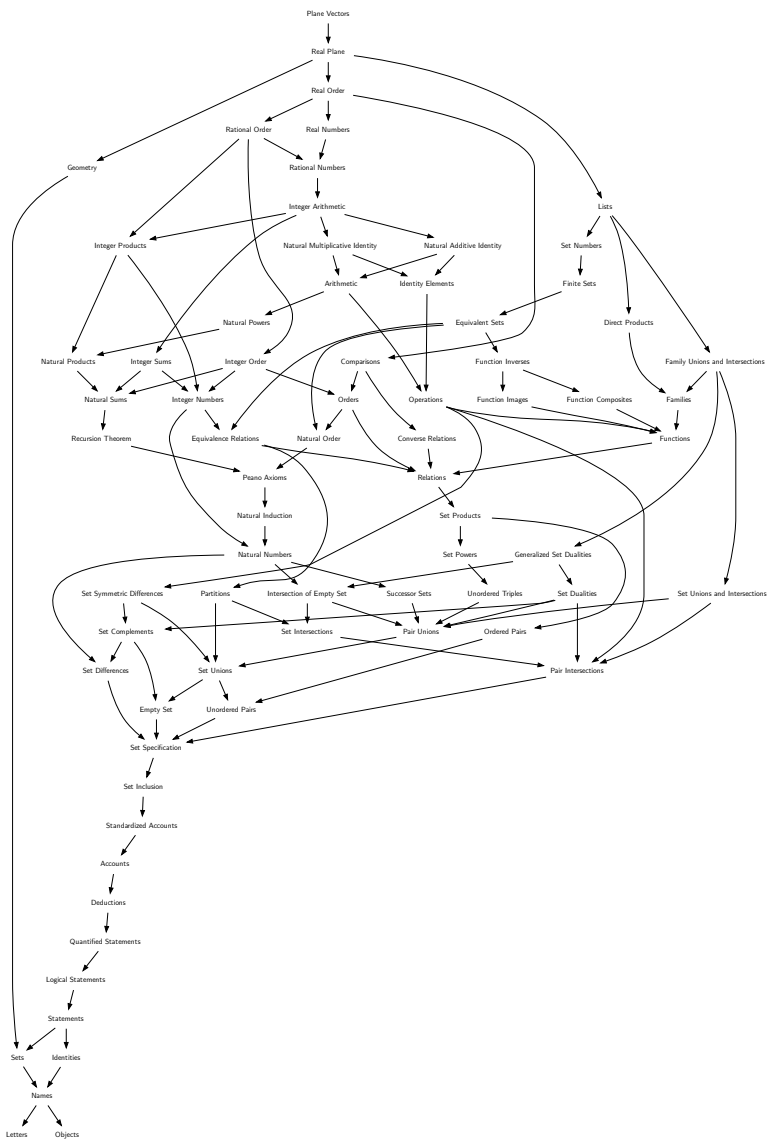 Plane Vectors
Real Plane
Real Order
Rational Order
Real Numbers
Geometry
Rational Numbers
Integer Arithmetic
Lists
Integer Products
Natural Multiplicative Identity
Natural Additive Identity
Set Numbers
Arithmetic
Identity Elements
Finite Sets
Natural Powers
Equivalent Sets
Direct Products
Natural Products
Integer Sums
Integer Order
Comparisons
Function Inverses
Family Unions and Intersections
Natural Sums
Integer Numbers
Orders
Operations
Function Images
Function Composites
Families
Recursion Theorem
Equivalence Relations
Natural Order
Converse Relations
Functions
Peano Axioms
Relations
Natural Induction
Set Products
Natural Numbers
Set Powers
Generalized Set Dualities
Set Symmetric Differences
Partitions
Intersection of Empty Set
Successor Sets
Unordered Triples
Set Dualities
Set Unions and Intersections
Set Complements
Set Intersections
Pair Unions
Ordered Pairs
Set Differences
Set Unions
Pair Intersections
Empty Set
Unordered Pairs
Set Specification
Set Inclusion
Standardized Accounts
Accounts
Deductions
Quantified Statements
Logical Statements
Statements
Sets
Identities
Names
Letters
Objects